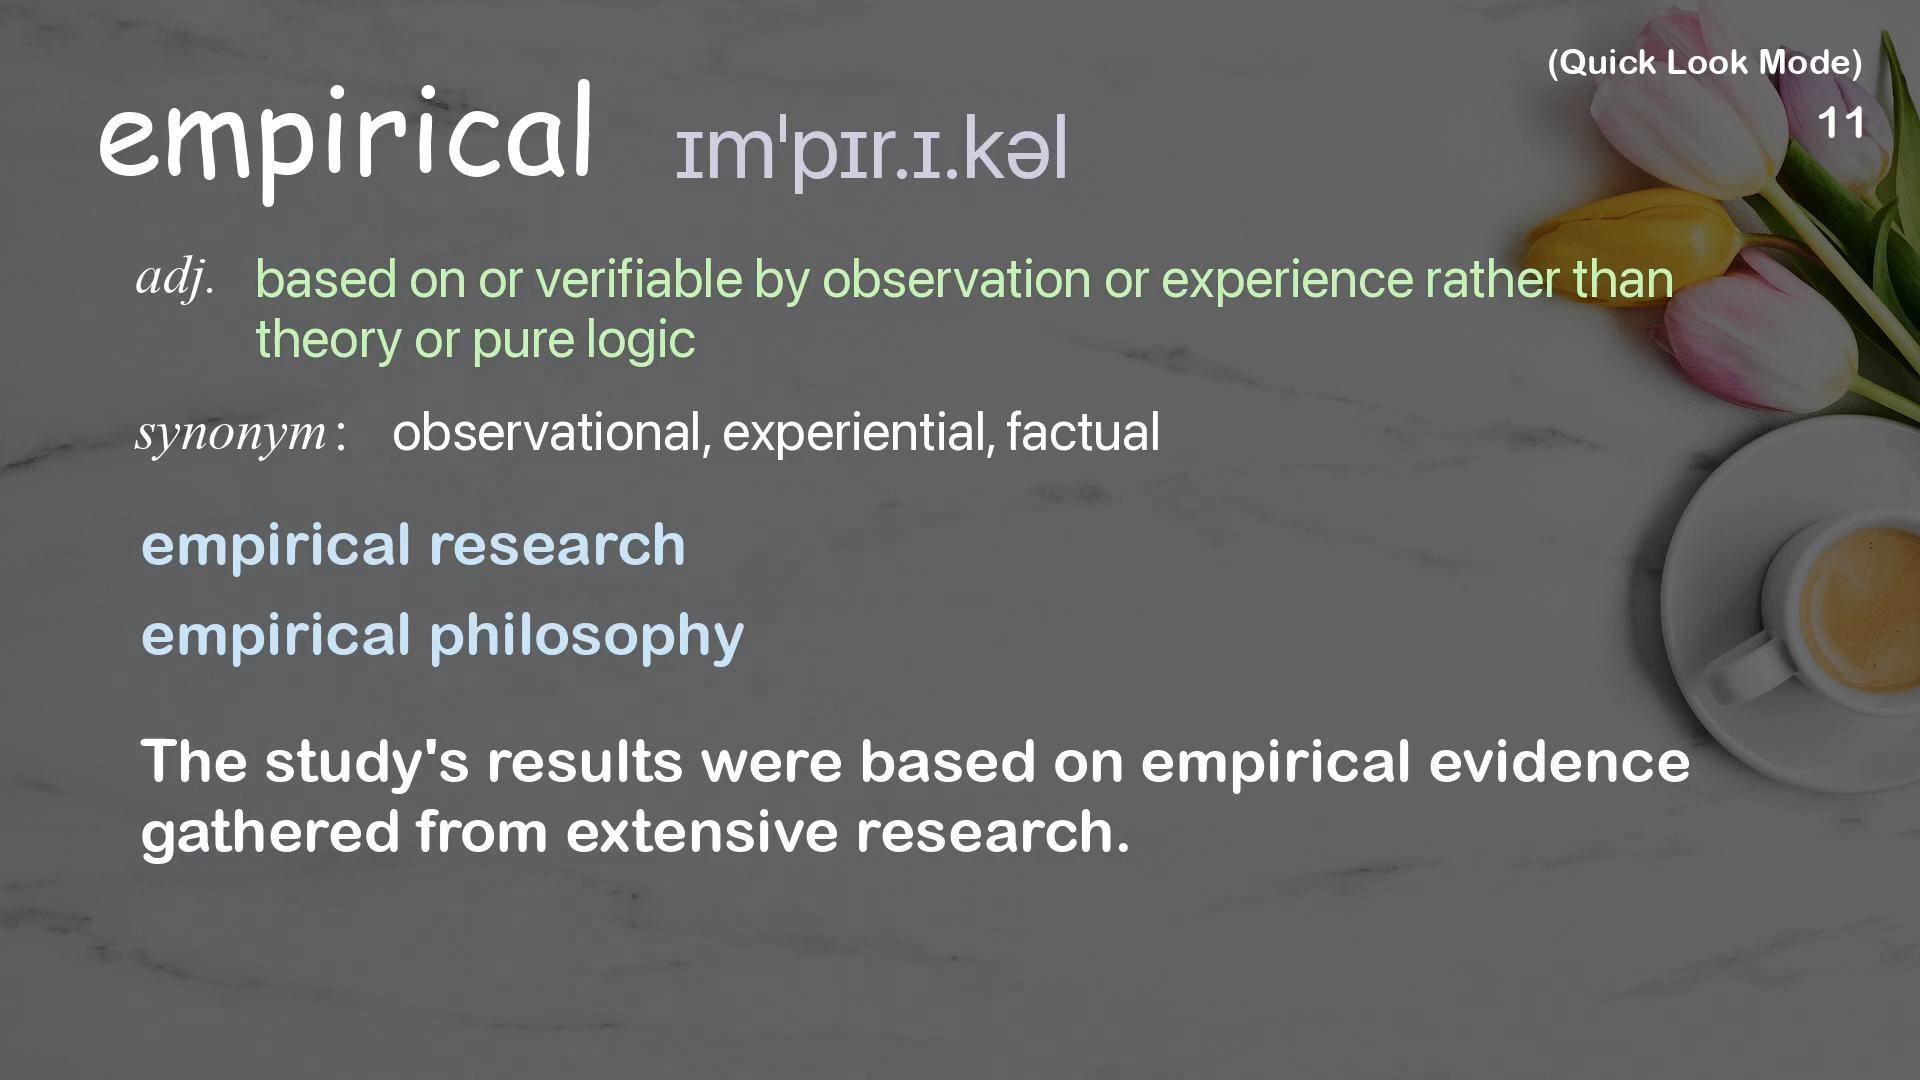 (Quick Look Mode)
11
empirical ɪmˈpɪr.ɪ.kəl
adj. based on or verifiable by observation or experience rather than
theory or pure logic
synonym: observational, experiential, factual
empirical research
empirical philosophy
The study's results were based on empirical evidence
gathered from extensive research.